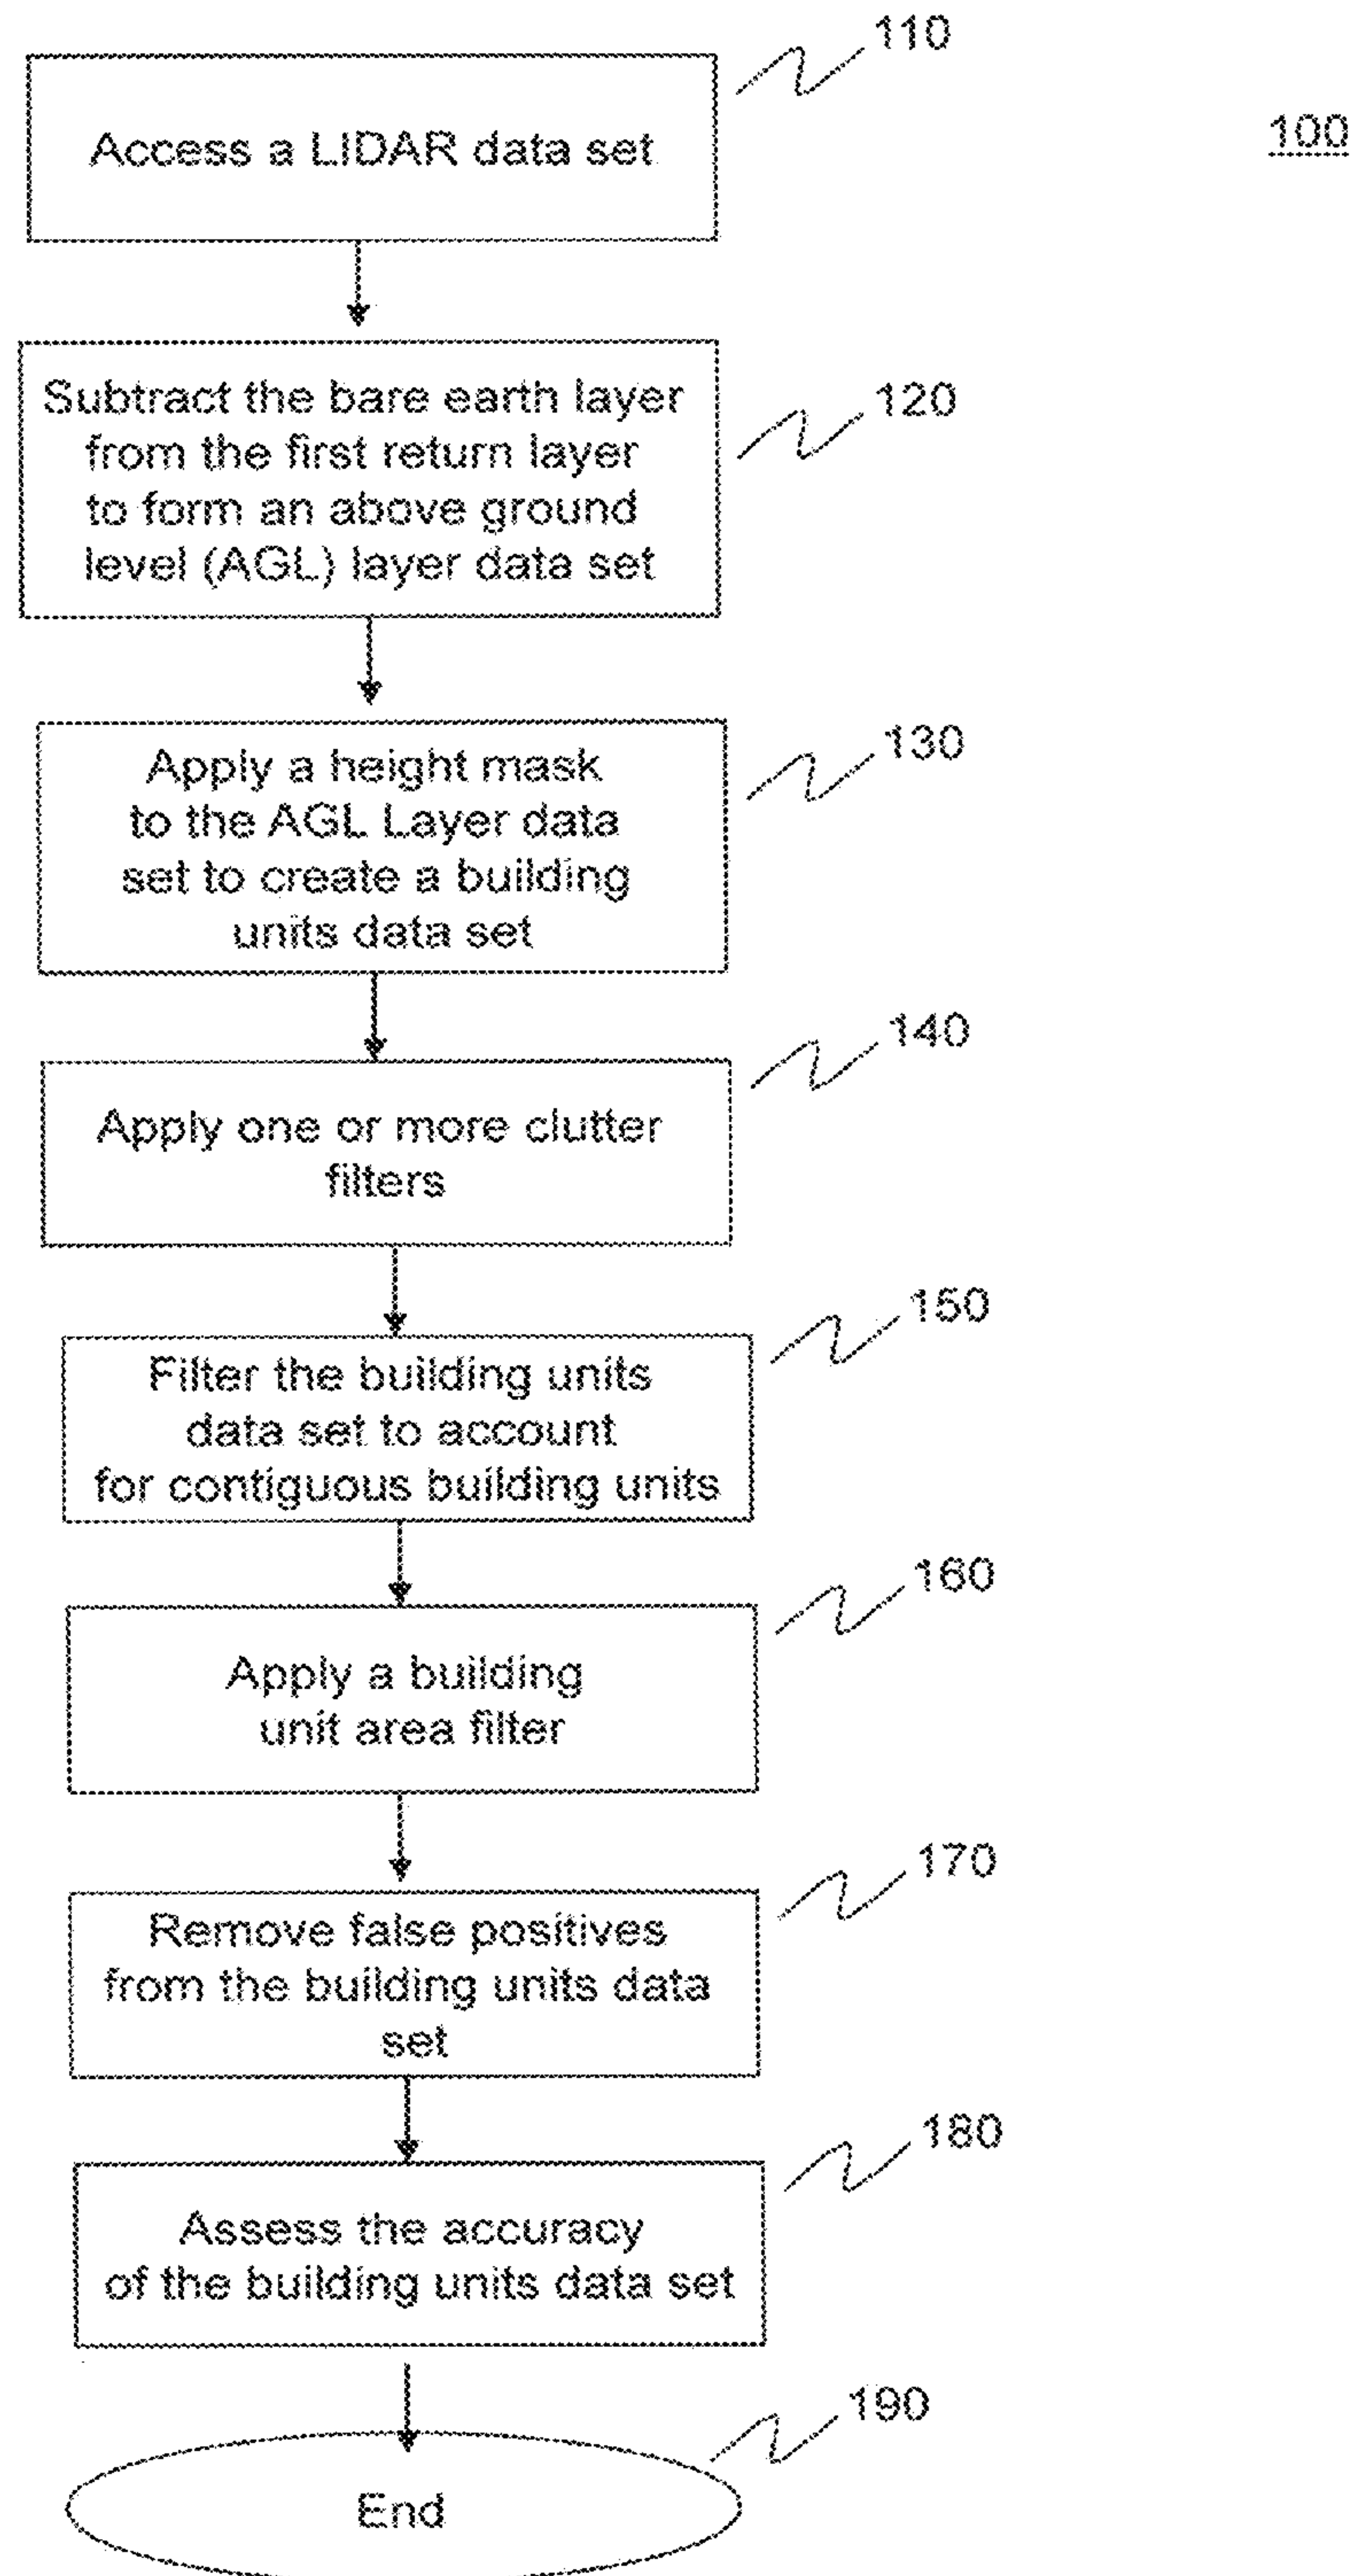 110
100
Access a LIDAR data set
120
Subtract the bare earth layer
from the first return layer
to form an above ground
level (AGL) layer data set
130
Apply a height mask
to the AGL Layer data
set to create a building
units data set
140
Apply one or more clutter
filters
150
Filter the building units
data set to account
for contiguous building units
160
Apply a building
unit area filter
170
Remove false positives
from the building units data
set
180
Assess the accuracy
of the building units data set
190
End